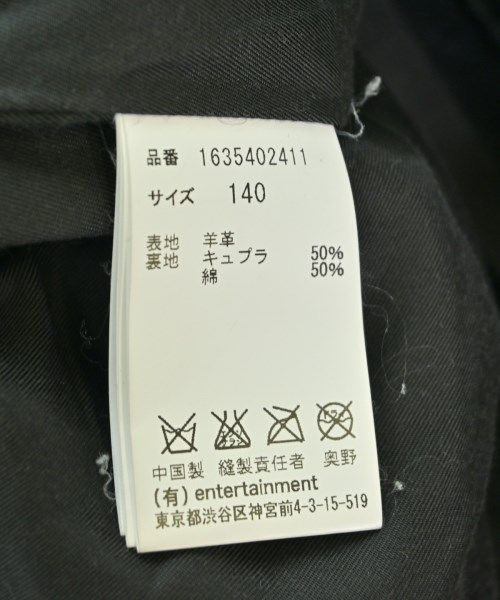 品番 1635402411
サイズ 140
表地 羊革
裏地 キュプラ 50%
綿 50%
中国製 縫製責任者 奥野
(有) entertainment
東京都渋谷区神宮前4-3-15-519